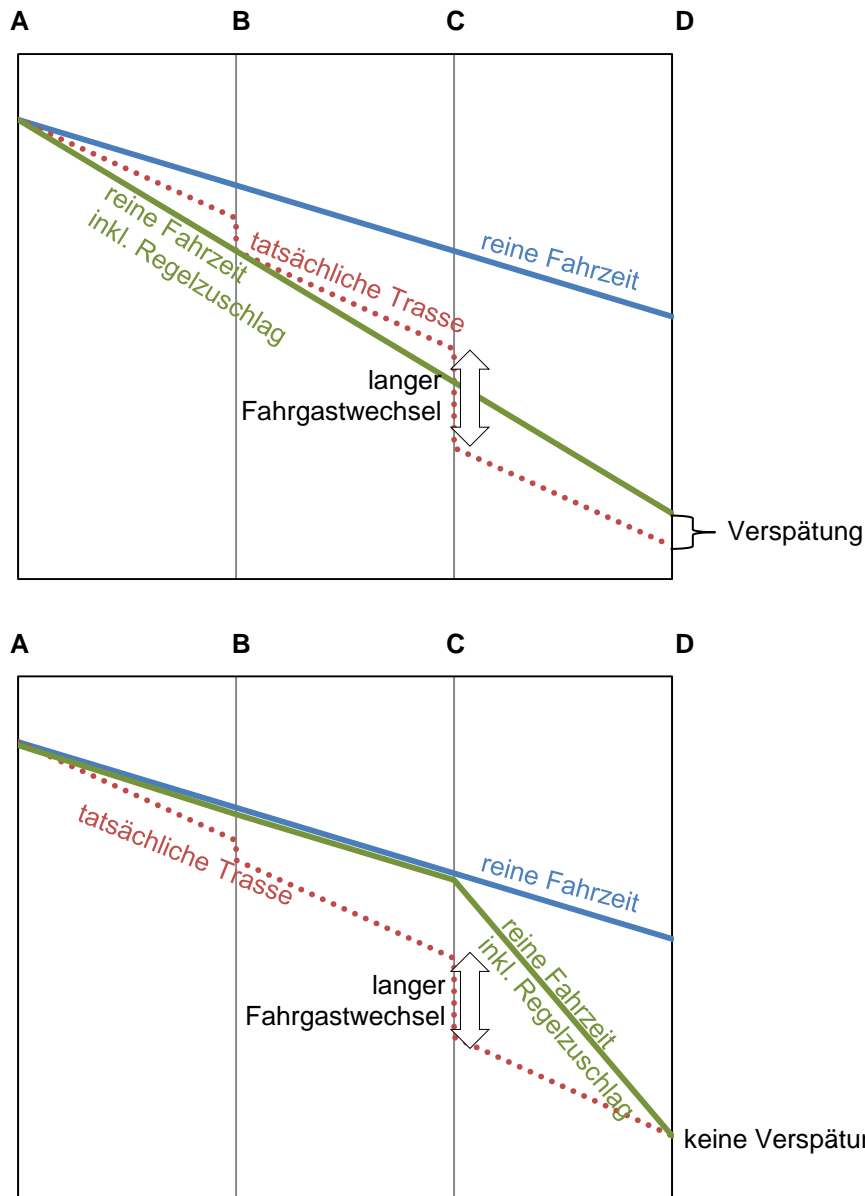 A B C D
reine Fahrzeit
inkl. Regelzuschlag
tatsächliche Trasse
reine Fahrzeit
langer
Fahrgastwechsel
Verspätung
A B C D
tatsächliche Trasse
reine Fahrzeit
reine Fahrzeit
inkl. Regelzuschlag
langer
Fahrgastwechsel
keine